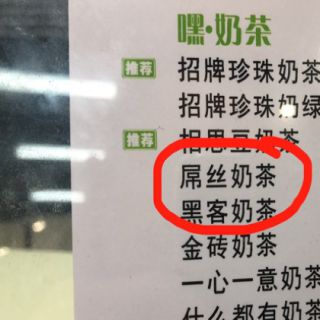 嘿·奶茶
推荐 招牌珍珠奶茶
招牌珍珠奶绿
推荐 相思豆奶茶
屌丝奶茶
黑客奶茶
金砖奶茶
一心一意奶茶
什么都有奶茶